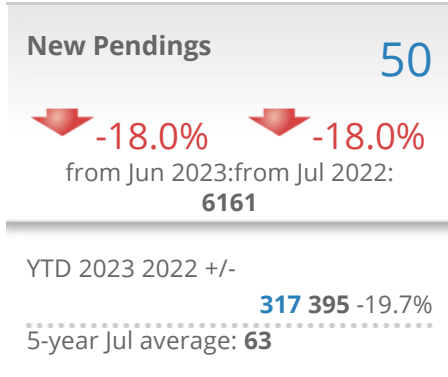 New Pendings
50
-18.0% -18.0%
from Jun 2023:from Jul 2022:
6161
YTD 2023 2022 +/-
317 395 -19.7%
5-year Jul average: 63